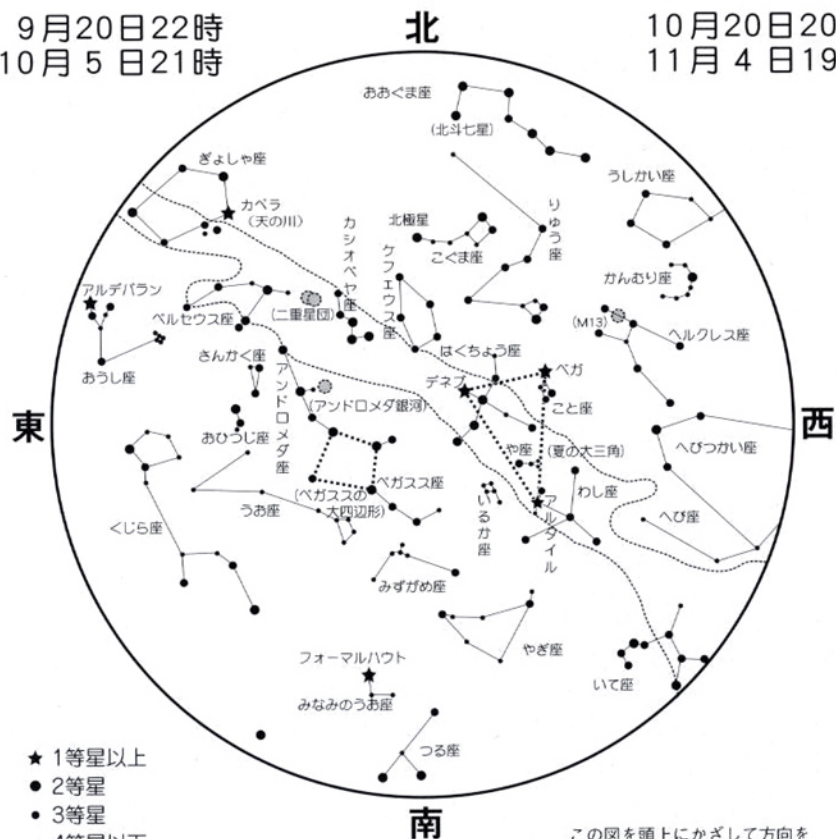 9月20日22時
10月5日21時
北
10月20日20
11月4日19
おおぐま座
(北斗七星)
ぎょしゃ座
カペラ
(天の川)
うしかい座
りゅう座
北極星
こぐま座
カシオペヤ座
ケフェウス座
かんむり座
アルデバラン
ペルセウス座
(二重星団)
(M13)
ヘルクレス座
おうし座
さんかく座
アンドロメダ座
はくちょう座
デネブ
ベガ
(アンドロメダ銀河)
こと座
東
西
おひつじ座
や座
(夏の大三角)
へびつかい座
ペガスス座
(ペガススの
大四辺形)
わし座
うお座
いるか座
アルタイル
へび座
くじら座
みずがめ座
やぎ座
いて座
フォーマルハウト
みなみのうお座
つる座
★ 1等星以上
● 2等星
• 3等星
南
この図を頭上にかざして方向を